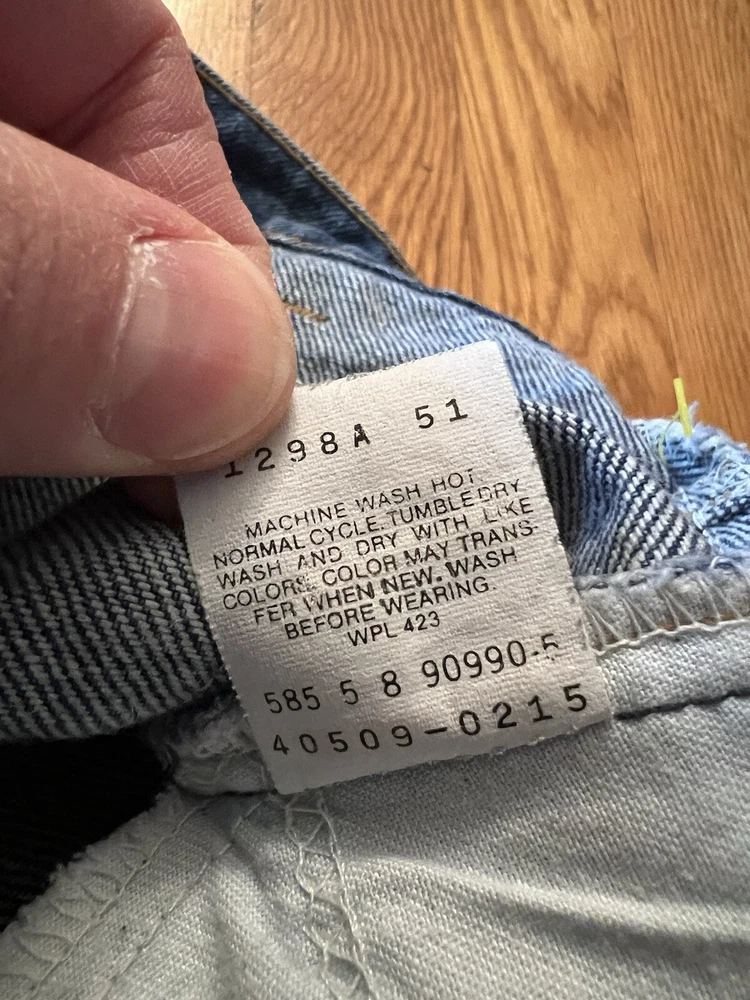 1298A 51
MACHINE WASH HOT,
NORMAL CYCLE. TUMBLE DRY
WASH AND DRY WITH LIKE
COLORS. COLOR MAY TRANS-
FER WHEN NEW. WASH
BEFORE WEARING.
WPL 423
585 5 8 90990-5
40509-0215